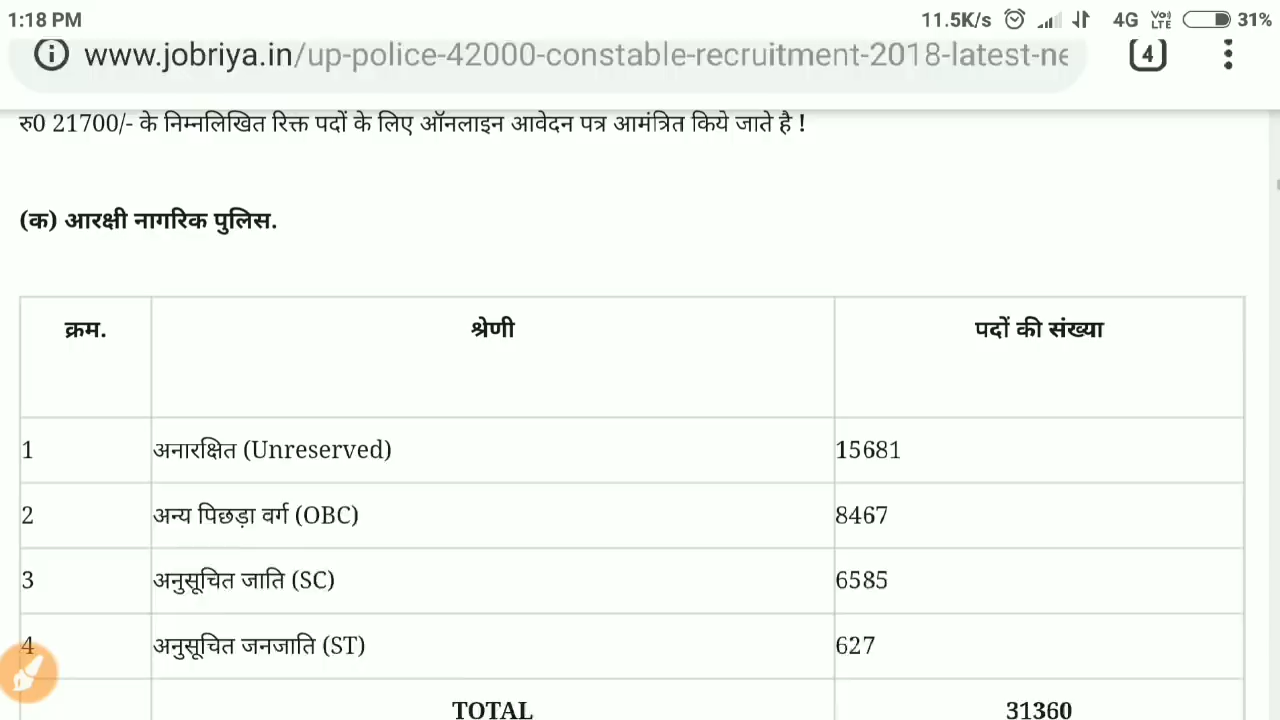 1:18 PM 11.5K/s 4G VoLTE 31%
www.jobriya.in/up-police-42000-constable-recruitment-2018-latest-ne 4
रु0 21700/- के निम्नलिखित रिक्त पदों के लिए ऑनलाइन आवेदन पत्र आमंत्रित किये जाते है !
(क) आरक्षी नागरिक पुलिस.
क्रम. श्रेणी पदों की संख्या
1 अनारक्षित (Unreserved) 15681
2 अन्य पिछड़ा वर्ग (OBC) 8467
3 अनुसूचित जाति (SC) 6585
4 अनुसूचित जनजाति (ST) 627
TOTAL 31360